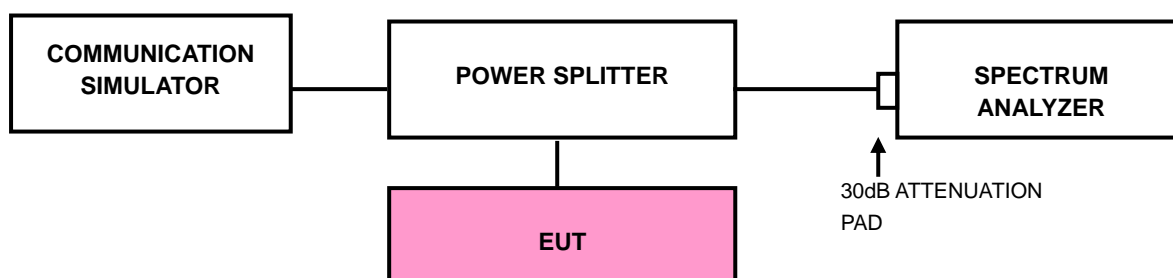 COMMUNICATION
SIMULATOR
POWER SPLITTER
SPECTRUM
ANALYZER
30dB ATTENUATION
PAD
EUT